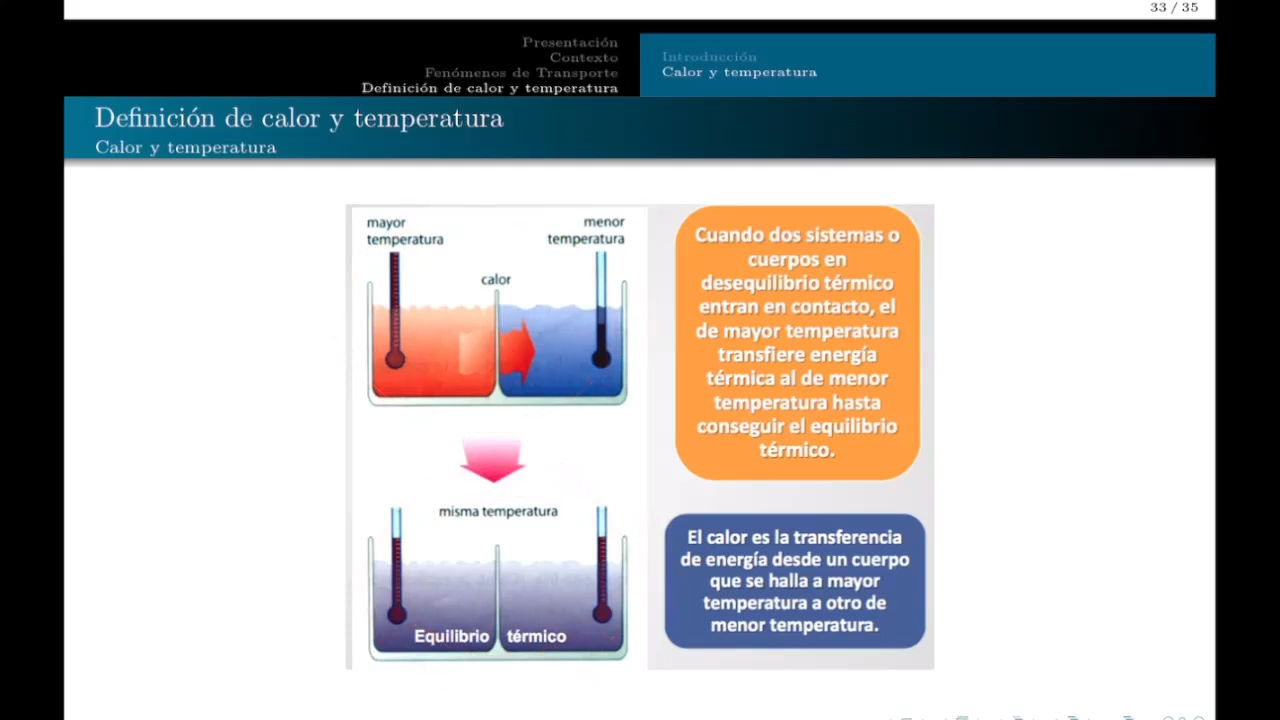 33 / 35
Presentación
Contexto
Fenómenos de Transporte
Definición de calor y temperatura
Introducción
Calor y temperatura
Definición de calor y temperatura
Calor y temperatura
mayor
temperatura
menor
temperatura
calor
misma temperatura
Equilibrio térmico
Cuando dos sistemas o
cuerpos en
desequilibrio térmico
entran en contacto, el
de mayor temperatura
transfiere energía
térmica al de menor
temperatura hasta
conseguir el equilibrio
térmico.
El calor es la transferencia
de energía desde un cuerpo
que se halla a mayor
temperatura a otro de
menor temperatura.